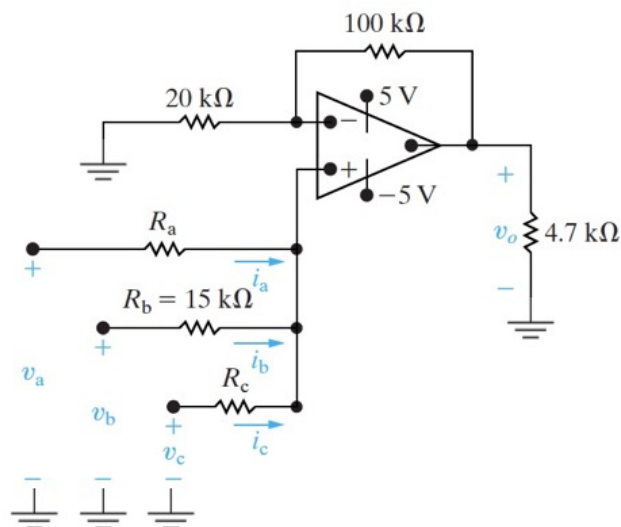 100 kΩ
20 kΩ
5 V
−
+
−5 V
+
v_o
4.7 kΩ
−
R_a
+
i_a
R_b = 15 kΩ
+
i_b
v_a
R_c
v_b
+
i_c
v_c
−
−
−